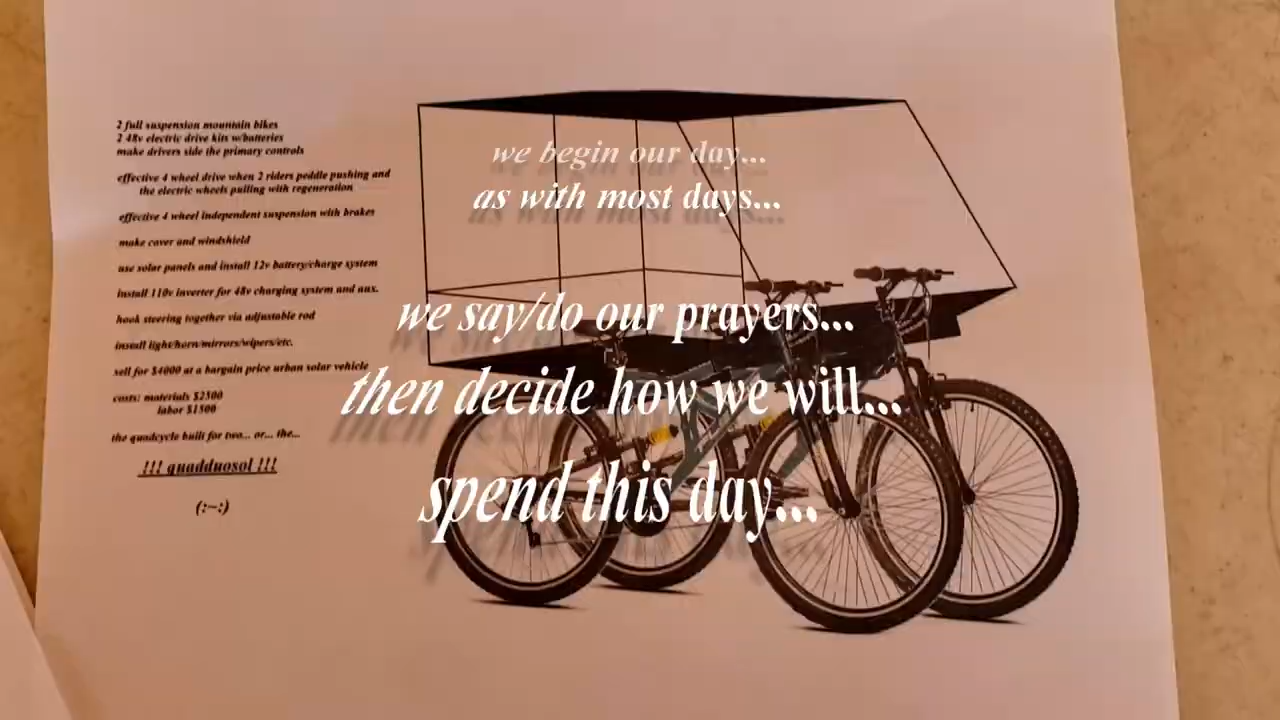 2 full suspension mountain bikes
2 48v electric drive kits w/batteries
make drivers side the primary controls
effective 4 wheel drive when 2 riders peddle pushing and
the electric wheels pulling with regeneration
effective 4 wheel independent suspension with brakes
make cover and windshield
use solar panels and install 12v battery/charge system
install 110v inverter for 48v charging system and aux.
hook steering together via adjustable rod
install light/horn/mirrors/wipers/etc.
sell for $4000 at a bargain price urban solar vehicle
costs: materials $2500
labor $1500
the quadcycle built for two... or... the...
!!! quadduosol !!!
(:~:)
we begin our day...
as with most days...
we say/do our prayers...
then decide how we will...
spend this day...